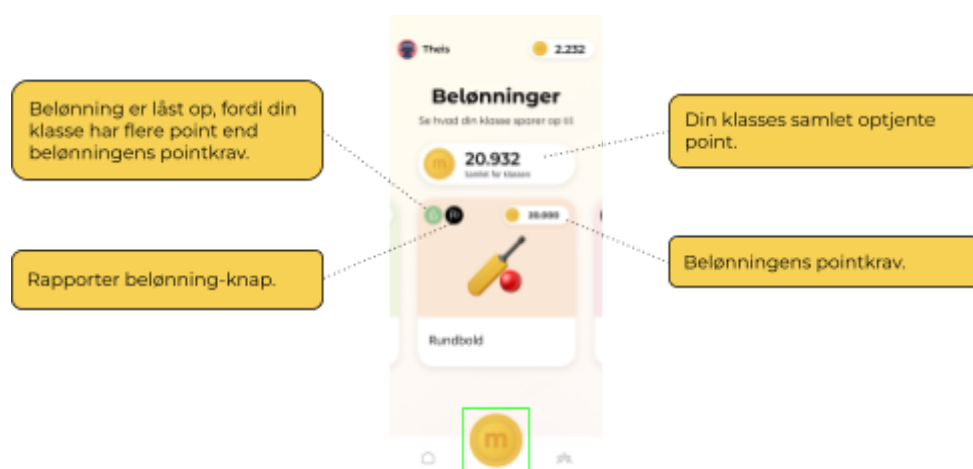 Theis
2.232
Belønninger
Se hvad din klasse sparer op til
Belønning er låst op, fordi din
klasse har flere point end
belønningens pointkrav.
Din klasses samlet optjente
point.
m
20.932
Samlet for klassen
20.000
Rapporter belønning-knap.
Belønningens pointkrav.
Rundbold
m